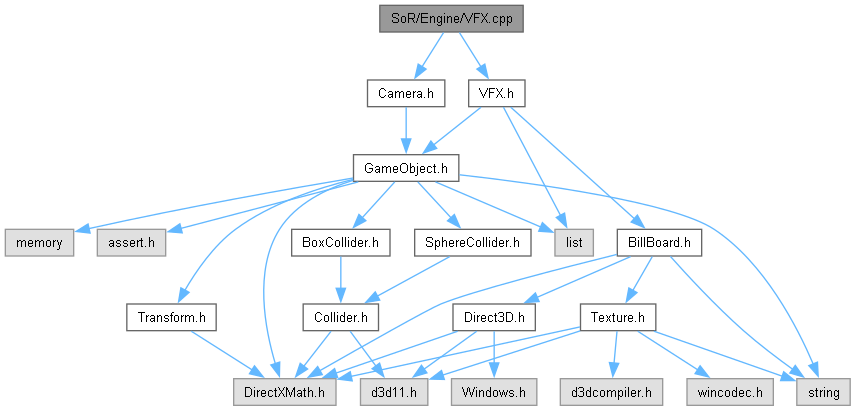 SoR/Engine/VFX.cpp
Camera.h
VFX.h
GameObject.h
memory
assert.h
BoxCollider.h
SphereCollider.h
list
BillBoard.h
Transform.h
Collider.h
Direct3D.h
Texture.h
DirectXMath.h
d3d11.h
Windows.h
d3dcompiler.h
wincodec.h
string